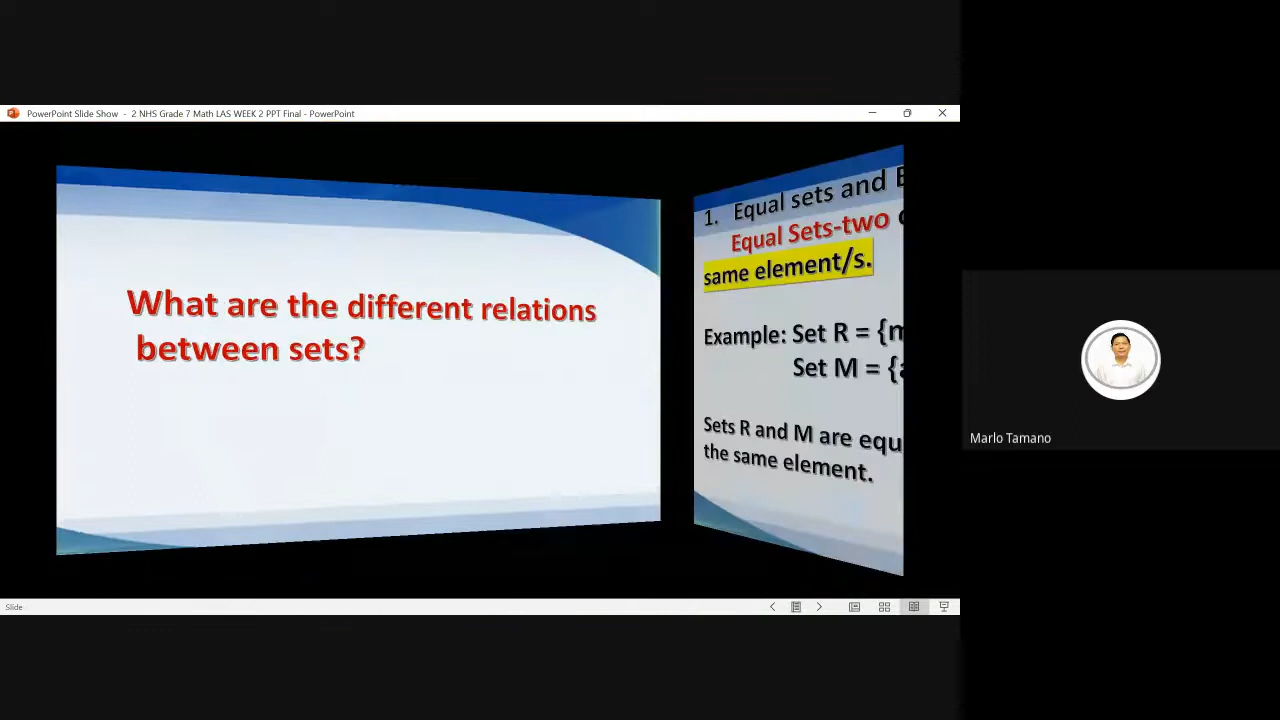 PowerPoint Slide Show - 2 NHS Grade 7 Math LAS WEEK 2 PPT Final - PowerPoint
What are the different relations
between sets?
1. Equal sets and
Equal Sets-two
same element/s.
Example: Set R = {
Set M = {
Sets R and M are equ
the same element.
Marlo Tamano
Slide